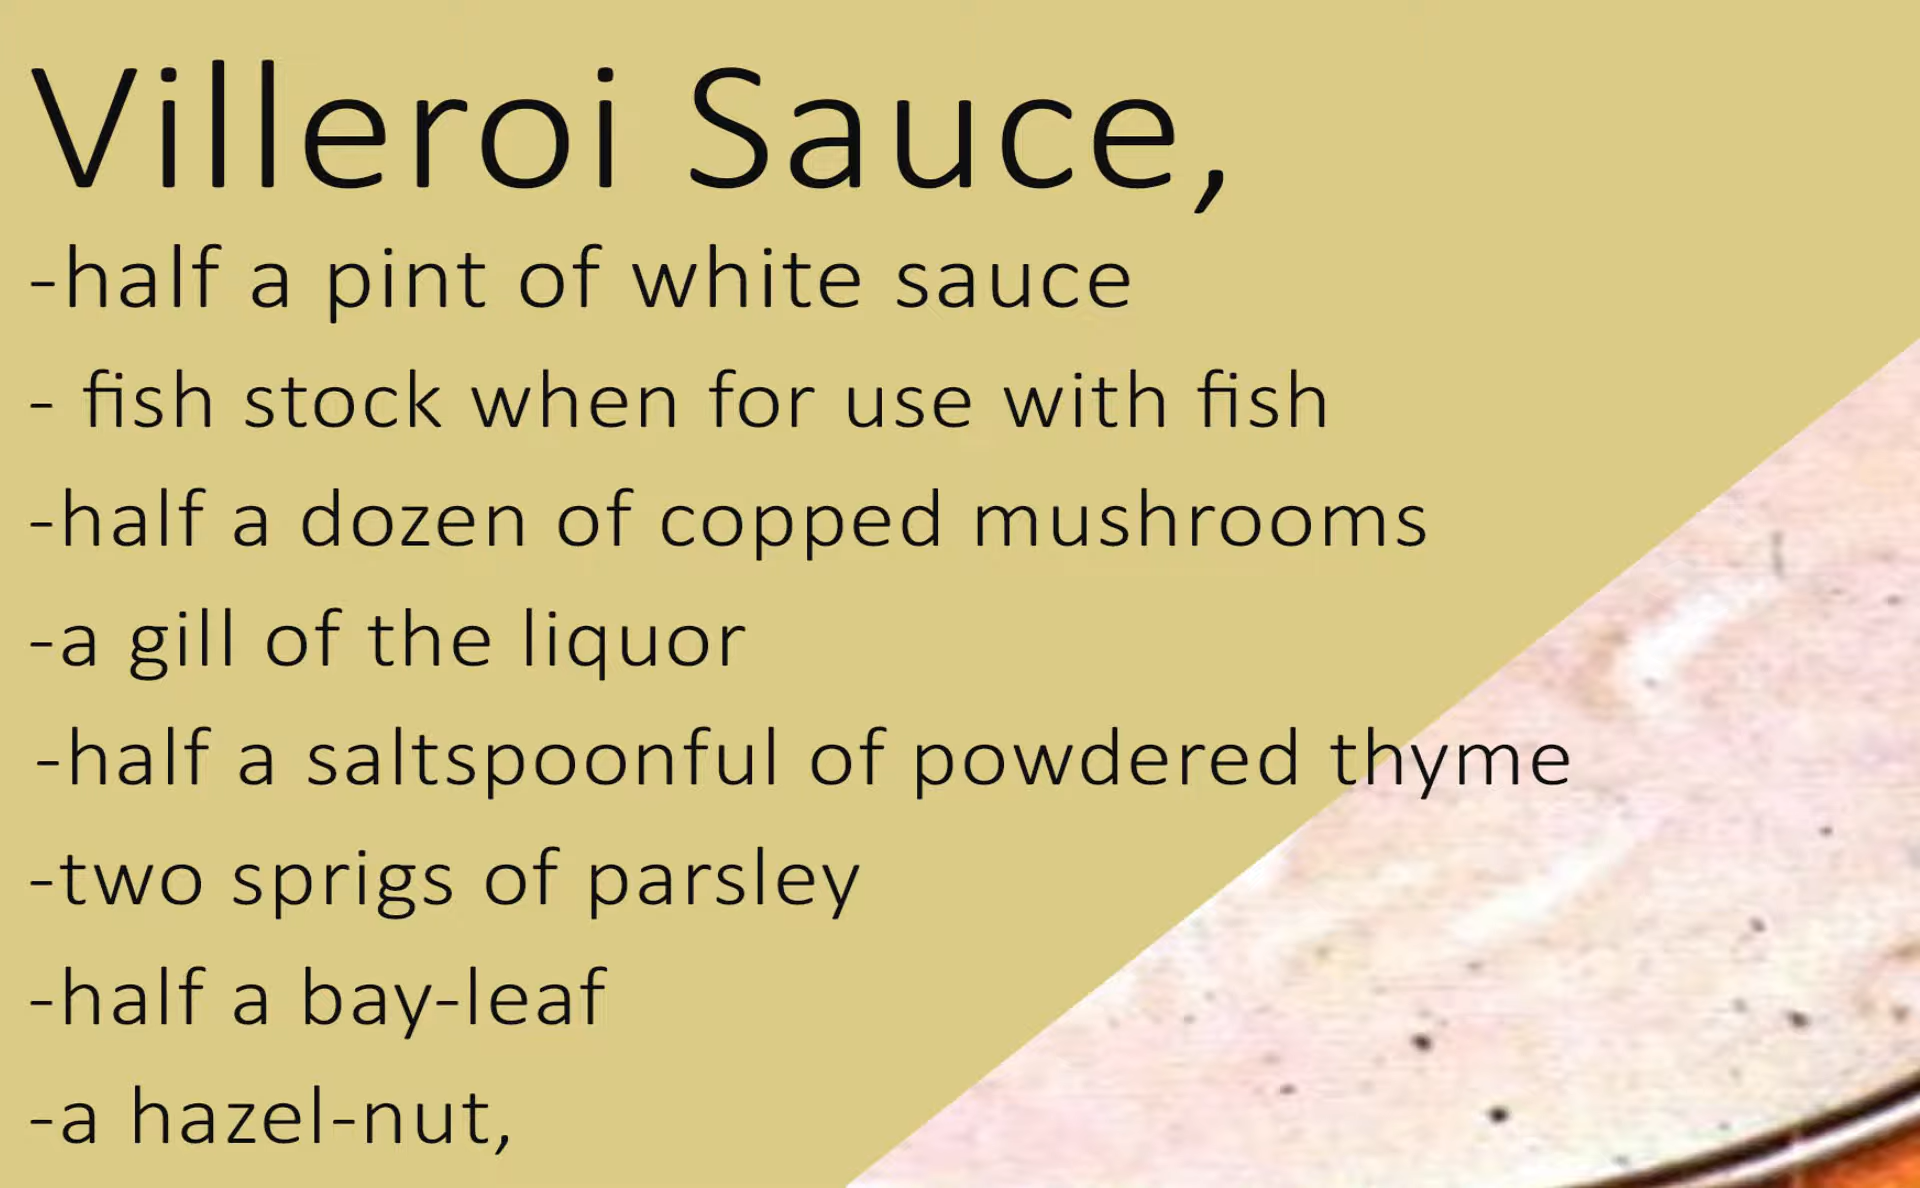 Villeroi Sauce,
-half a pint of white sauce
- fish stock when for use with fish
-half a dozen of copped mushrooms
-a gill of the liquor
-half a saltspoonful of powdered thyme
-two sprigs of parsley
-half a bay-leaf
-a hazel-nut,